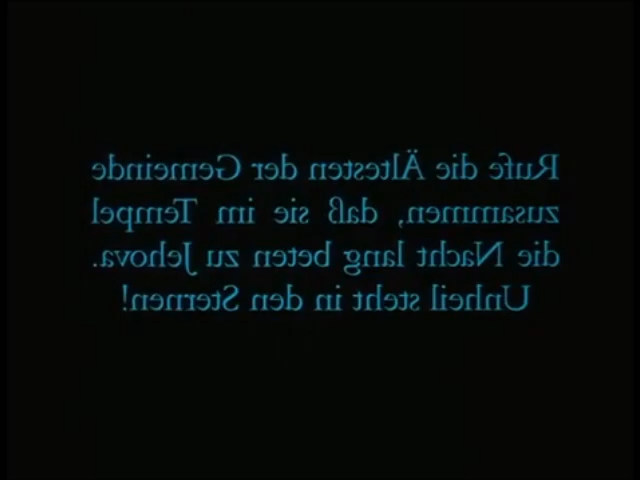 Rufe die Ältesten der Gemeinde
zusammen, daß sie im Tempel
die Nacht lang beten zu Jehova.
Unheil steht in den Sternen!